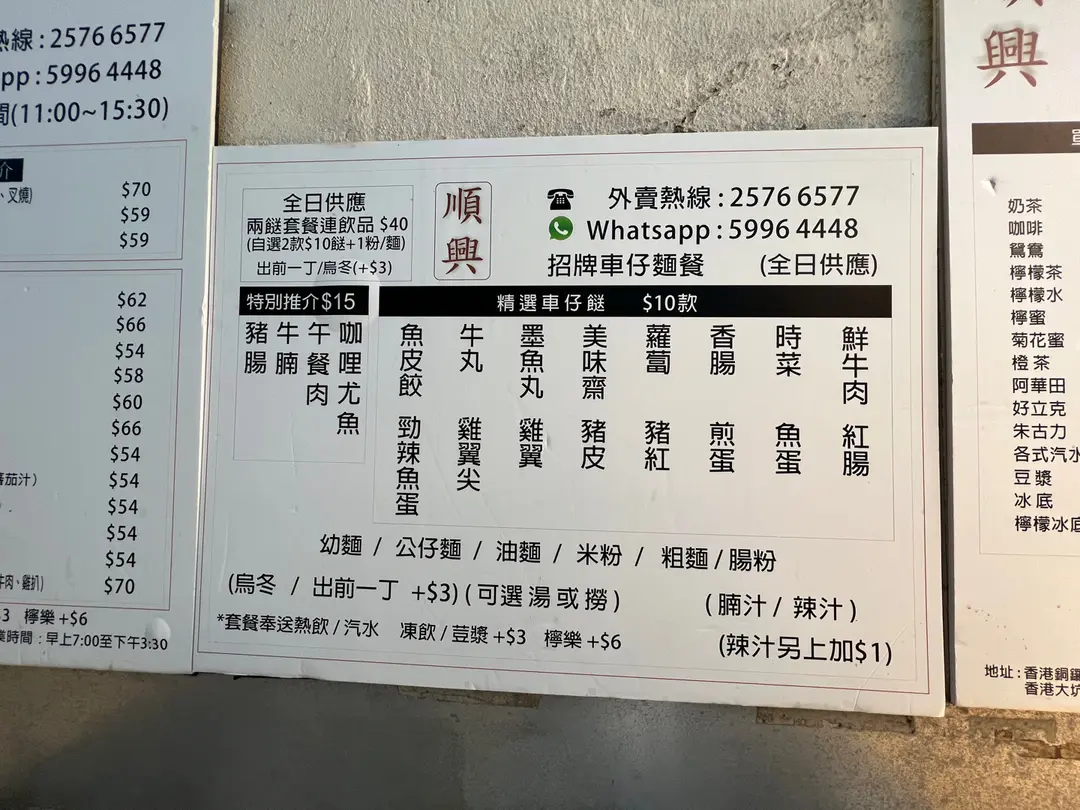 熱線 : 2576 6577
pp : 5996 4448
間(11:00~15:30)
介
、叉燒)
$70
$59
$59
$62
$66
$54
$58
$60
$66
$54
蕃茄汁)
$54
$54
$54
$54
牛肉、雞扒)
$70
檸樂 +$6
業時間 : 早上7:00至下午3:30
全日供應
兩餸套餐連飲品 $40
(自選2款$10餸+1粉/麵)
出前一丁/烏冬(+$3)
順興
外賣熱線 : 2576 6577
Whatsapp : 5996 4448
招牌車仔麵餐 (全日供應)
特別推介$15
豬腸
牛腩
午餐肉
咖哩尤魚
精選車仔餸 $10款
魚皮餃
牛丸
墨魚丸
美味齋
蘿蔔
香腸
時菜
鮮牛肉
勁辣魚蛋
雞翼尖
雞翼
豬皮
豬紅
煎蛋
魚蛋
紅腸
幼麵 / 公仔麵 / 油麵 / 米粉 / 粗麵 / 腸粉
(烏冬 / 出前一丁 +$3) ( 可選湯或撈 )
( 腩汁 / 辣汁 )
*套餐奉送熱飲 / 汽水 凍飲 / 荳漿 +$3 檸樂 +$6
(辣汁另上加$1)
興
奶茶
咖啡
鴛鴦
檸檬茶
檸檬水
檸蜜
菊花蜜
橙茶
阿華田
好立克
朱古力
各式汽水
豆漿
冰底
檸檬冰底
地址 : 香港銅鑼
香港大坑